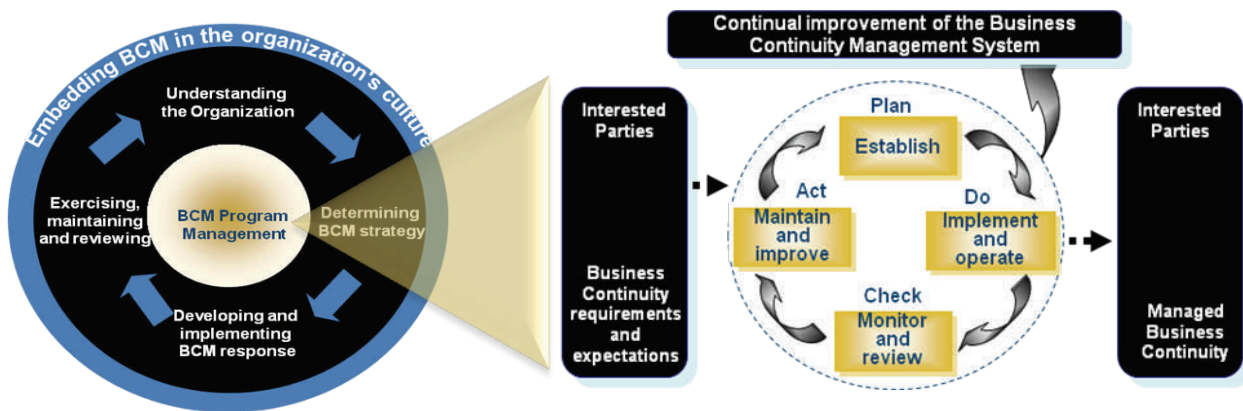 Embedding BCM in the organization's culture
Understanding
the Organization
Exercising,
maintaining
and reviewing
BCM Program
Management
Determining
BCM strategy
Developing and
implementing
BCM response
Continual improvement of the Business
Continuity Management System
Interested
Parties
Business
Continuity
requirements
and
expectations
Plan
Establish
Act
Maintain
and
improve
Do
Implement
and
operate
Check
Monitor
and
review
Interested
Parties
Managed
Business
Continuity